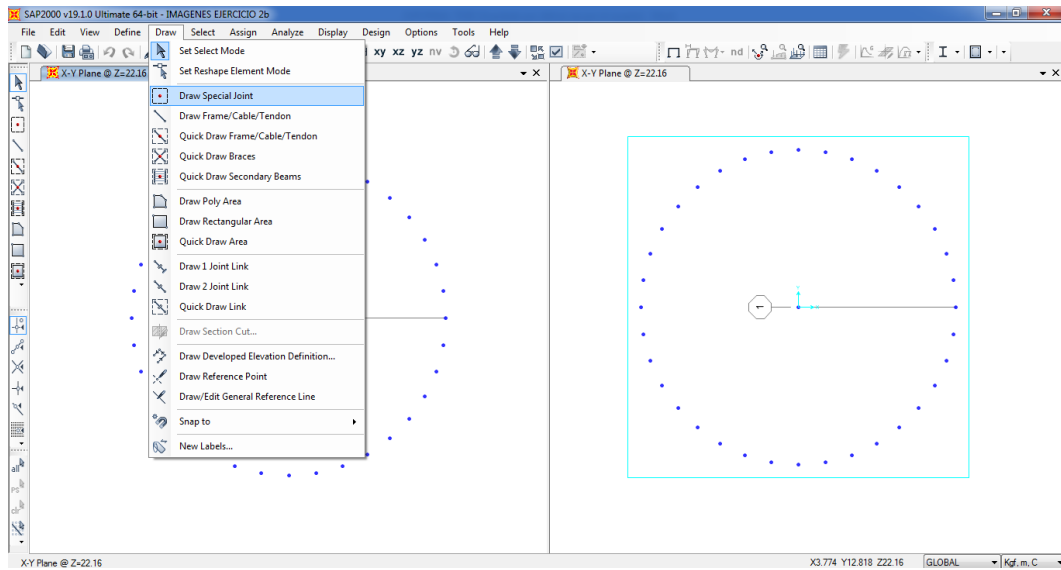 SAP2000 v19.1.0 Ultimate 64-bit - IMAGENES EJERCICIO 2b
File Edit View Define Draw Select Assign Analyze Display Design Options Tools Help
xy xz yz nv nd
X-Y Plane @ Z=22.16
X-Y Plane @ Z=22.16
Set Select Mode
Set Reshape Element Mode
Draw Special Joint
Draw Frame/Cable/Tendon
Quick Draw Frame/Cable/Tendon
Quick Draw Braces
Quick Draw Secondary Beams
Draw Poly Area
Draw Rectangular Area
Quick Draw Area
Draw 1 Joint Link
Draw 2 Joint Link
Quick Draw Link
Draw Section Cut...
Draw Developed Elevation Definition...
Draw Reference Point
Draw/Edit General Reference Line
Snap to
New Labels...
all
ps
clr
1
X-Y Plane @ Z=22.16
X3.774 Y12.818 Z22.16
GLOBAL
Kgf, m, C